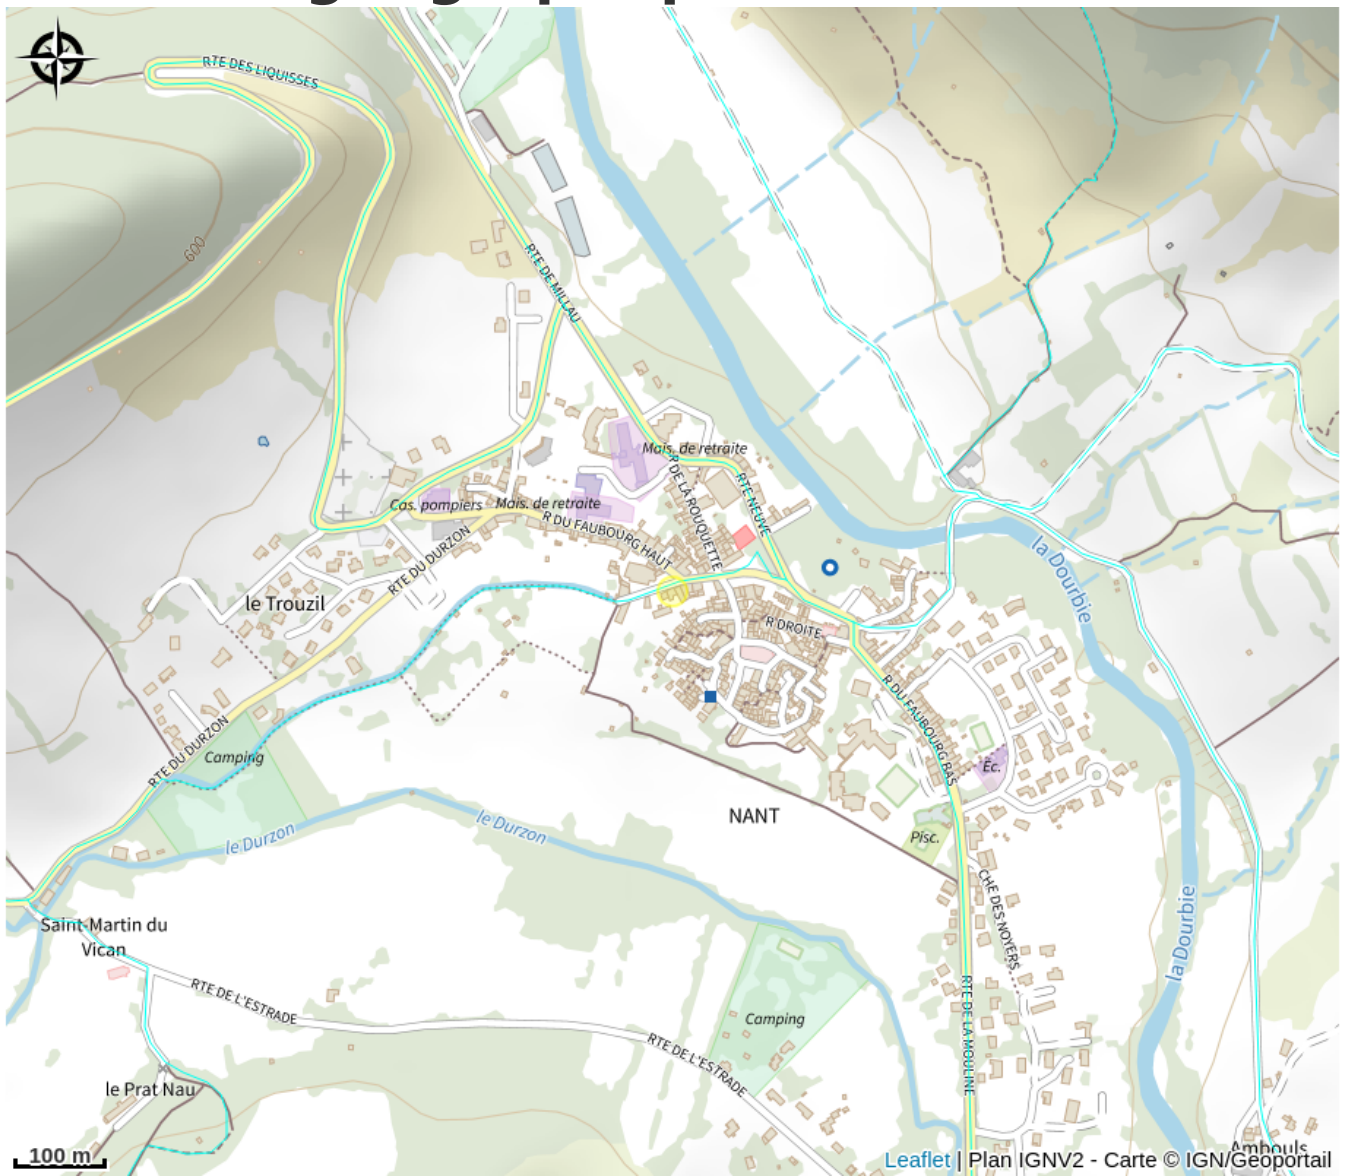 RTE DES LIQUISSES
600
RTE DE MILLAU
Mais. de retraite
R DE LA ROUQUETTE
RTE NEUVE
Cas. pompiers
Mais. de retraite
R DU FAUBOURG HAUT
RTE DU DURZON
la Dourbie
le Trouzil
R DROITE
R DU FAUBOURG BAS
RTE DU DURZON
Camping
Éc.
NANT
le Durzon
le Durzon
Pisc.
CHE DES NOYERS
la Dourbie
Saint-Martin du
Vican
RTE DE L'ESTRADE
Camping
RTE DE LA MOULINE
RTE DE L'ESTRADE
le Prat Nau
Ambouls
100 m
Leaflet | Plan IGNV2 - Carte © IGN/Géoportail